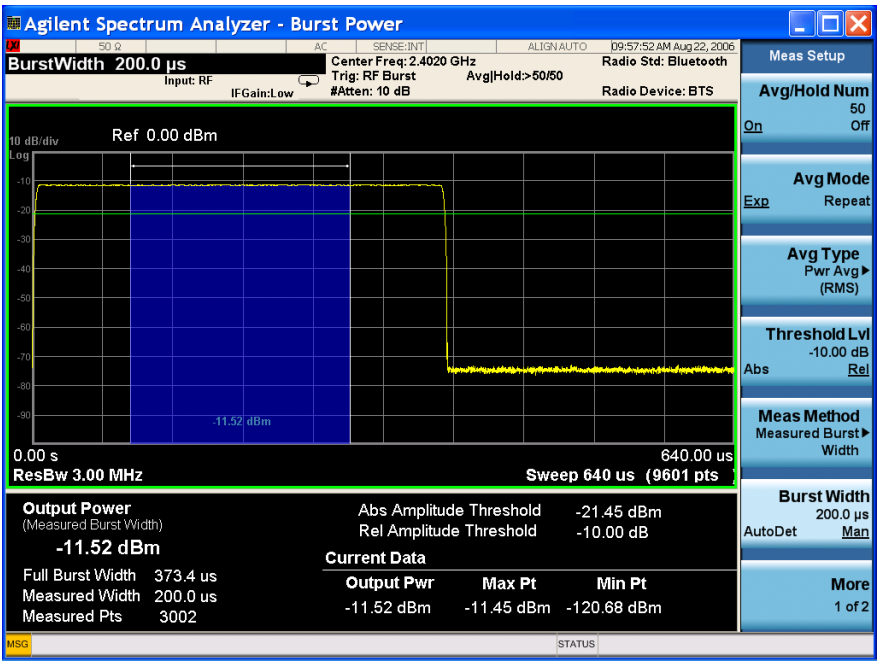 Agilent Spectrum Analyzer - Burst Power
50 Ω AC SENSE:INT ALIGN AUTO 09:57:52 AM Aug 22, 2006
BurstWidth 200.0 µs
Center Freq: 2.4020 GHz
Radio Std: Bluetooth
Input: RF
Trig: RF Burst
Avg|Hold:>50/50
IFGain:Low
#Atten: 10 dB
Radio Device: BTS
10 dB/div
Log
Ref 0.00 dBm
-10
-20
-30
-40
-50
-60
-70
-80
-90
-11.52 dBm
0.00 s
640.00 us
ResBw 3.00 MHz
Sweep 640 us (9601 pts
Output Power
(Measured Burst Width)
-11.52 dBm
Full Burst Width 373.4 us
Measured Width 200.0 us
Measured Pts 3002
Abs Amplitude Threshold -21.45 dBm
Rel Amplitude Threshold -10.00 dB
Current Data
Output Pwr Max Pt Min Pt
-11.52 dBm -11.45 dBm -120.68 dBm
MSG
STATUS
Meas Setup
Avg/Hold Num
50
On Off
Avg Mode
Exp Repeat
Avg Type
Pwr Avg
(RMS)
Threshold Lvl
-10.00 dB
Abs Rel
Meas Method
Measured Burst
Width
Burst Width
200.0 µs
AutoDet Man
More
1 of 2